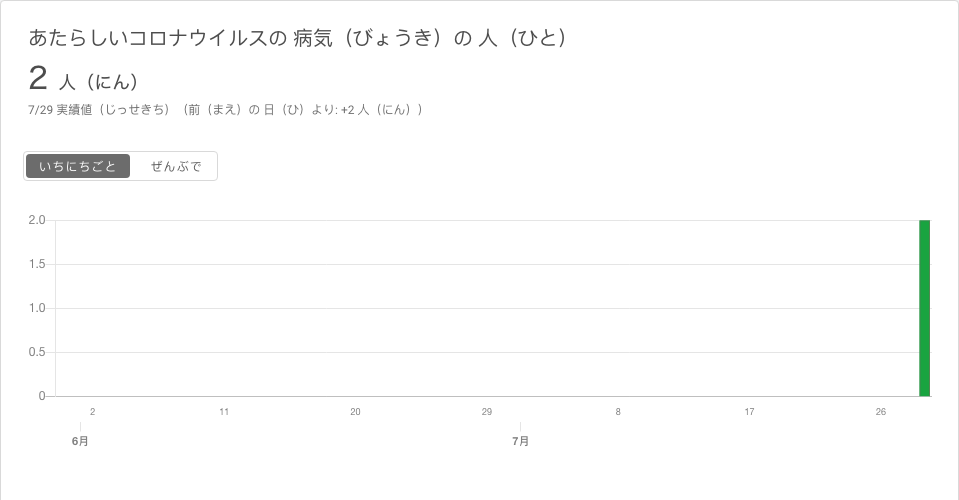 あたらしいコロナウイルスの 病気（びょうき）の 人（ひと）
2 人（にん）
7/29 実績値（じっせきち）（前（まえ）の 日（ひ）より: +2 人（にん））
いちにちごと ぜんぶで
2.0
1.5
1.0
0.5
0
2 11 20 29 8 17 26
6月 7月